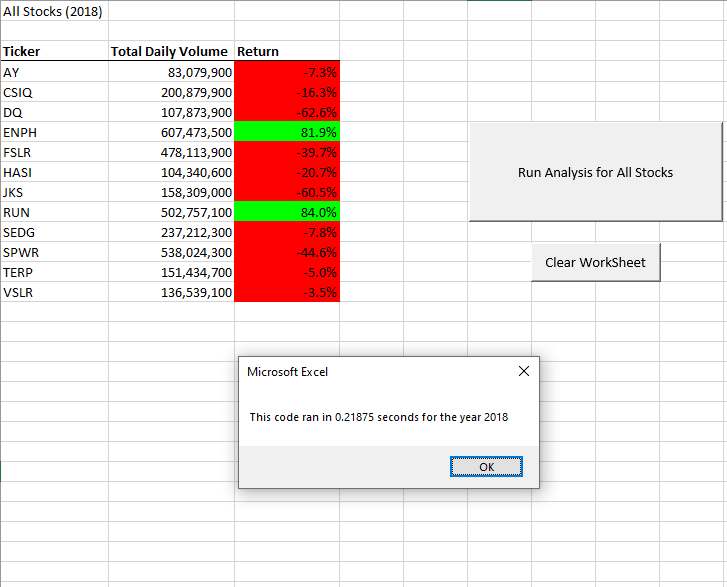 All Stocks (2018)
Ticker Total Daily Volume Return
AY 83,079,900 -7.3%
CSIQ 200,879,900 -16.3%
DQ 107,873,900 -62.6%
ENPH 607,473,500 81.9%
FSLR 478,113,900 -39.7%
HASI 104,340,600 -20.7%
JKS 158,309,000 -60.5%
RUN 502,757,100 84.0%
SEDG 237,212,300 -7.8%
SPWR 538,024,300 -44.6%
TERP 151,434,700 -5.0%
VSLR 136,539,100 -3.5%
Run Analysis for All Stocks
Clear WorkSheet
Microsoft Excel
This code ran in 0.21875 seconds for the year 2018
OK